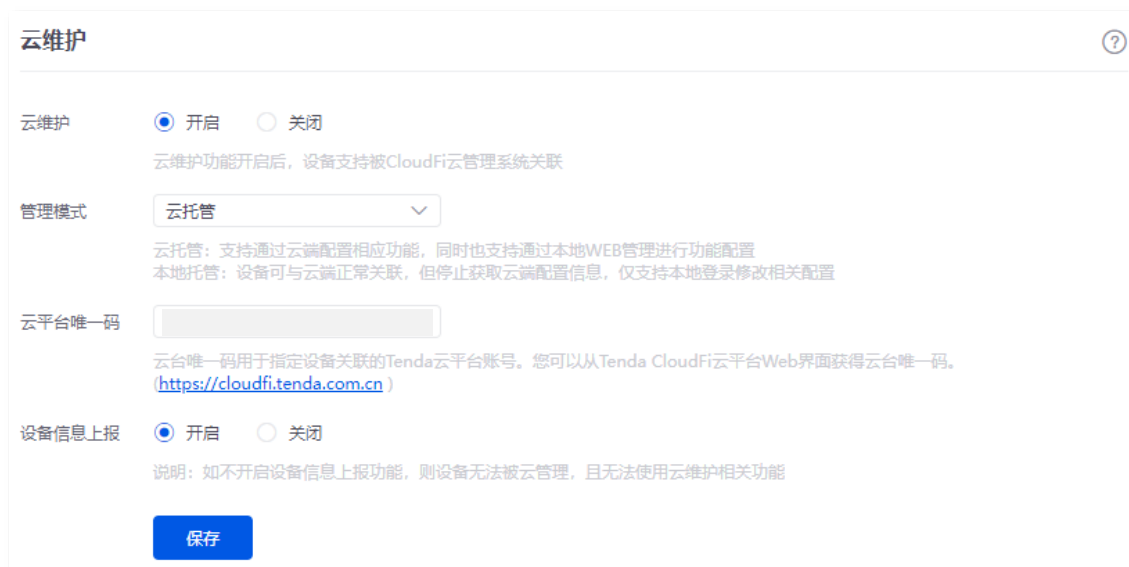 云维护
?
云维护 开启 关闭
云维护功能开启后，设备支持被CloudFi云管理系统关联
管理模式 云托管
云托管：支持通过云端配置相应功能，同时也支持通过本地WEB管理进行功能配置
本地托管：设备可与云端正常关联，但停止获取云端配置信息，仅支持本地登录修改相关配置
云平台唯一码
云台唯一码用于指定设备关联的Tenda云平台账号。您可以从Tenda CloudFi云平台Web界面获得云台唯一码。
(https://cloudfi.tenda.com.cn )
设备信息上报 开启 关闭
说明：如不开启设备信息上报功能，则设备无法被云管理，且无法使用云维护相关功能
保存